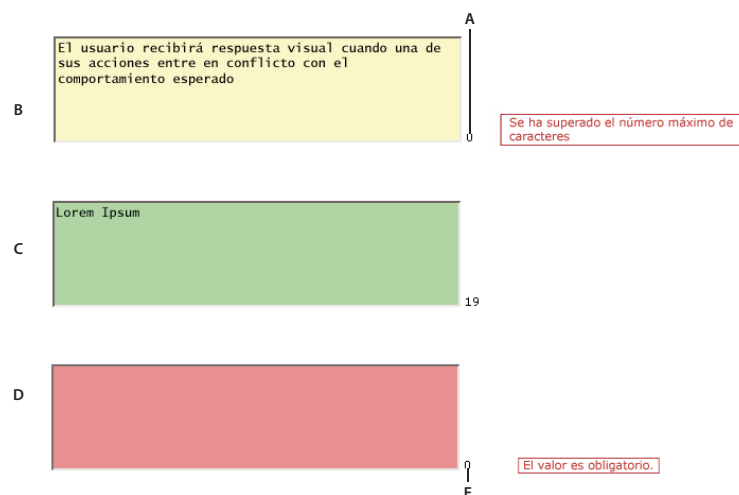 A
El usuario recibirá respuesta visual cuando una de
sus acciones entre en conflicto con el
comportamiento esperado
B
0
Se ha superado el número máximo de
caracteres
Lorem Ipsum
C
19
D
0
El valor es obligatorio.
E